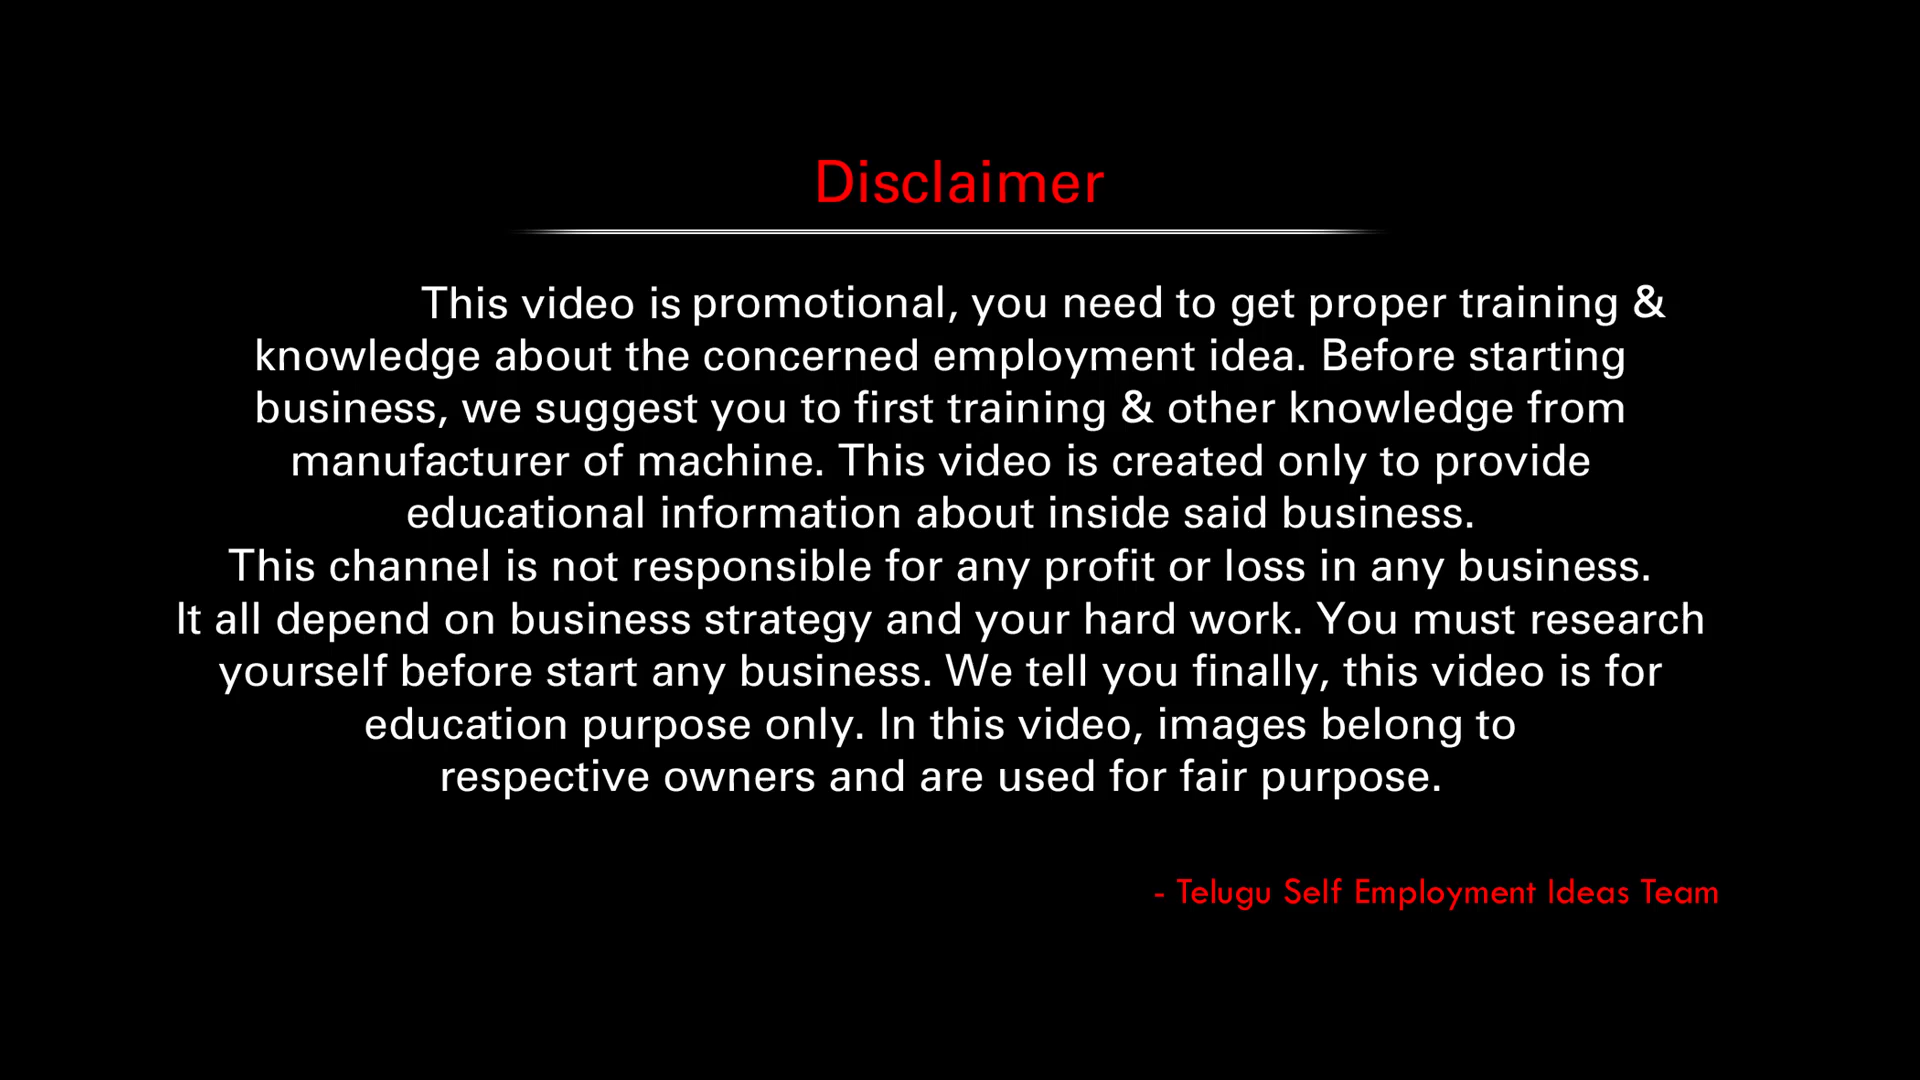 Disclaimer
This video is promotional, you need to get proper training &
knowledge about the concerned employment idea. Before starting
business, we suggest you to first training & other knowledge from
manufacturer of machine. This video is created only to provide
educational information about inside said business.
This channel is not responsible for any profit or loss in any business.
It all depend on business strategy and your hard work. You must research
yourself before start any business. We tell you finally, this video is for
education purpose only. In this video, images belong to
respective owners and are used for fair purpose.
- Telugu Self Employment Ideas Team